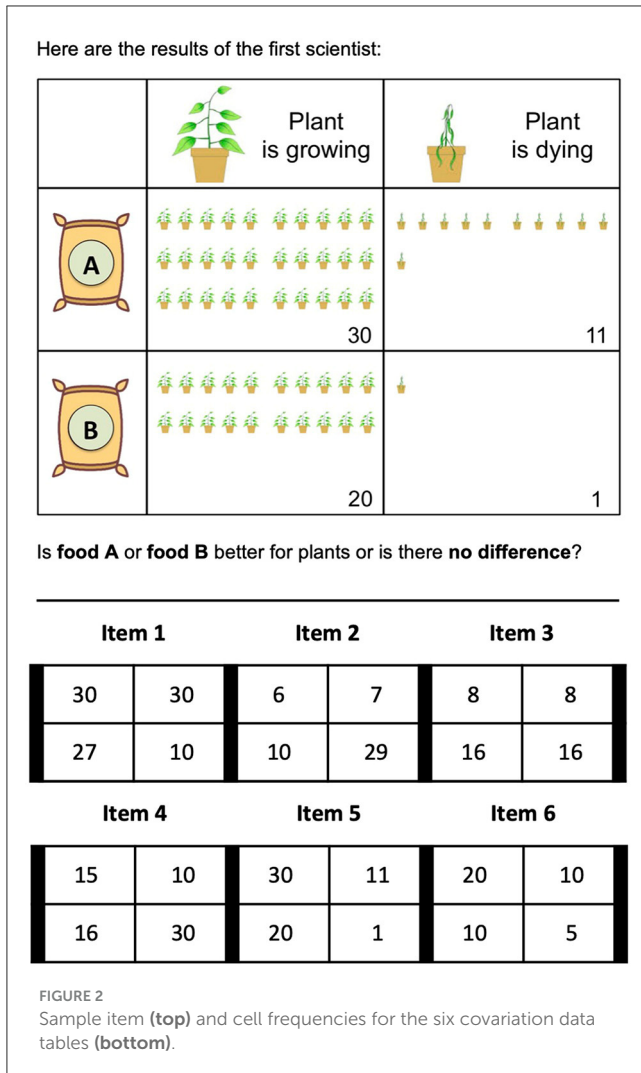 Here are the results of the first scientist:
Plant
is growing
Plant
is dying
A
30
11
B
20
1
Is food A or food B better for plants or is there no difference?
Item 1 Item 2 Item 3
30 30 6 7 8 8
27 10 10 29 16 16
Item 4 Item 5 Item 6
15 10 30 11 20 10
16 30 20 1 10 5
FIGURE 2
Sample item (top) and cell frequencies for the six covariation data
tables (bottom).